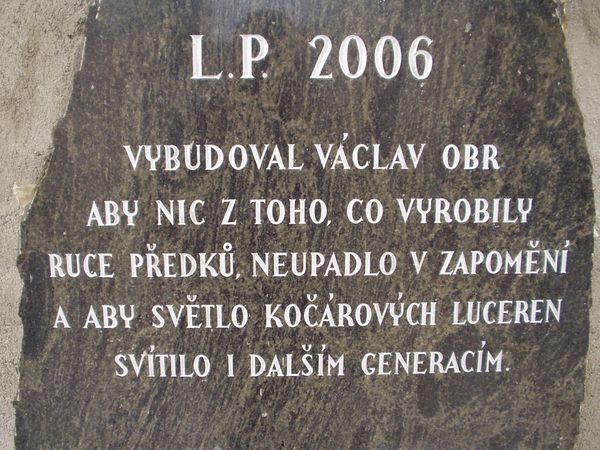 L.P. 2006
VYBUDOVAL VÁCLAV OBR
ABY NIC Z TOHO, CO VYROBILY
RUCE PŘEDKŮ, NEUPADLO V ZAPOMĚNÍ
A ABY SVĚTLO KOČÁROVÝCH LUCEREN
SVÍTILO I DALŠÍM GENERACÍM.